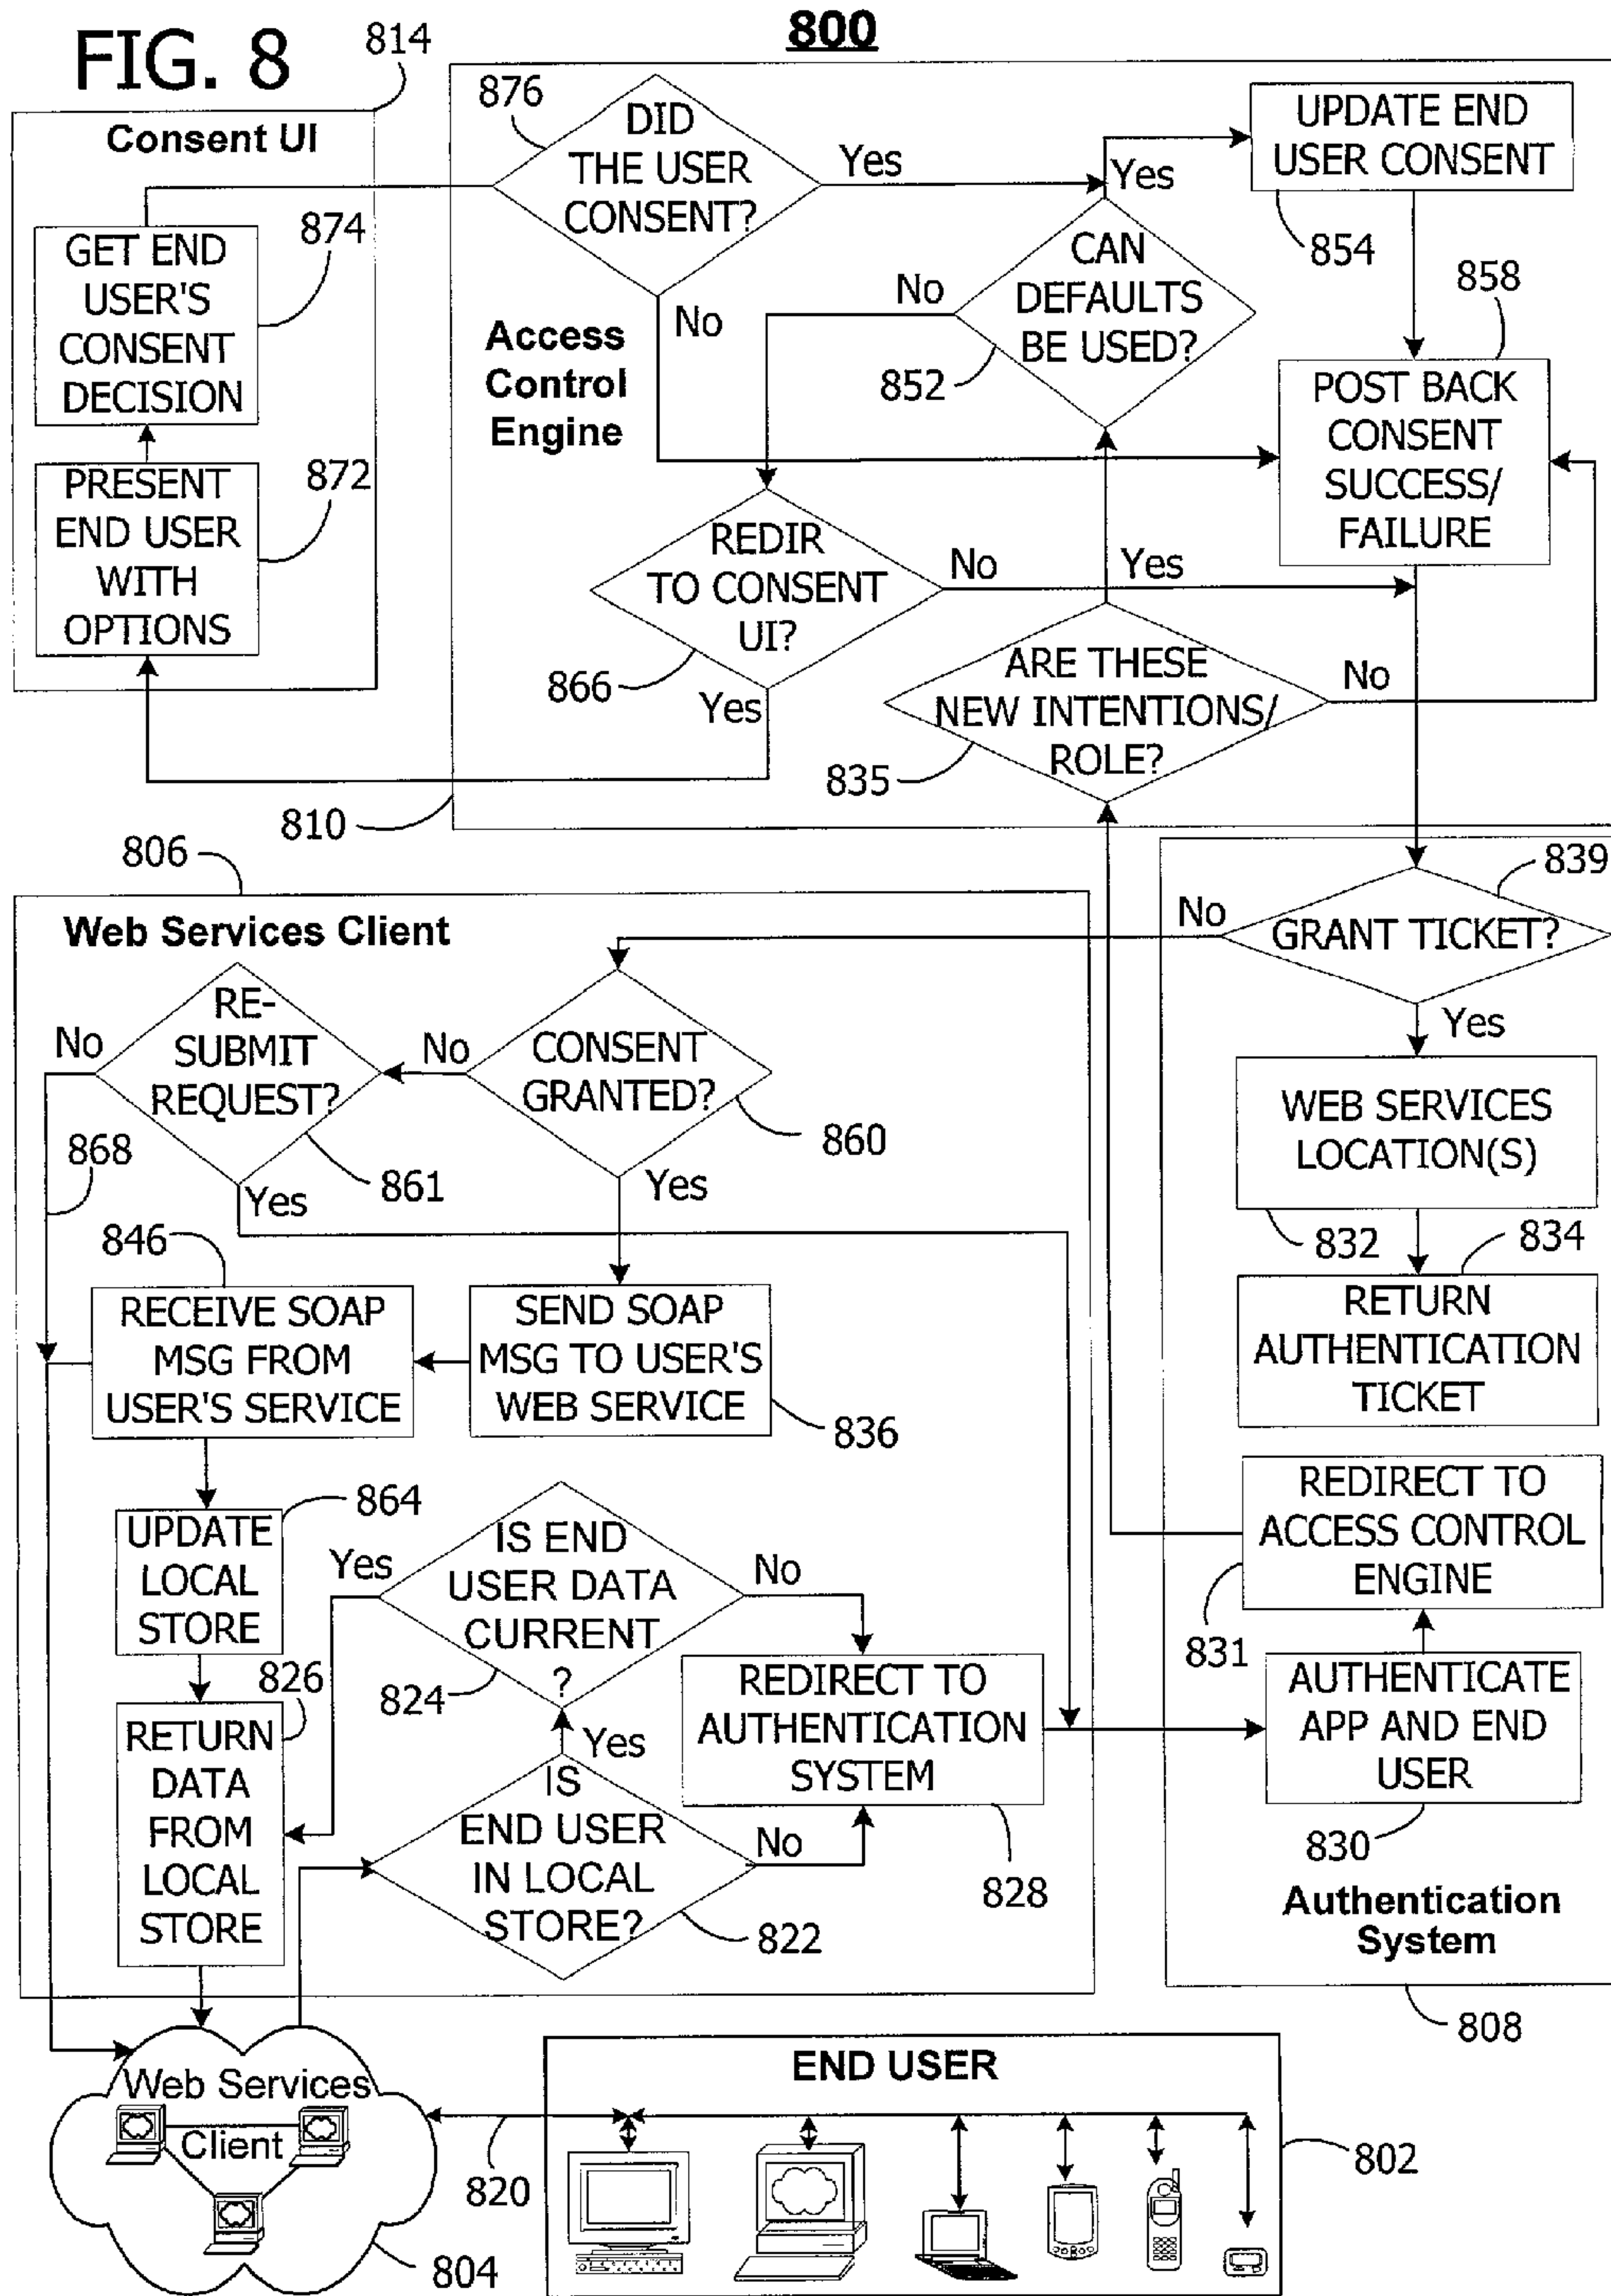 FIG. 8
800
814
Consent UI
GET END
USER'S
CONSENT
DECISION
874
PRESENT
END USER
WITH
OPTIONS
872
876
DID
THE USER
CONSENT?
Yes
No
Access
Control
Engine
Yes
CAN
DEFAULTS
BE USED?
No
852
UPDATE END
USER CONSENT
854
858
POST BACK
CONSENT
SUCCESS/
FAILURE
REDIR
TO CONSENT
UI?
No
866
Yes
Yes
ARE THESE
NEW INTENTIONS/
ROLE?
No
835
810
806
Web Services Client
RE-
SUBMIT
REQUEST?
No
868
861
Yes
No
CONSENT
GRANTED?
860
Yes
846
RECEIVE SOAP
MSG FROM
USER'S SERVICE
SEND SOAP
MSG TO USER'S
WEB SERVICE
836
864
UPDATE
LOCAL
STORE
826
RETURN
DATA
FROM
LOCAL
STORE
Yes
IS END
USER DATA
CURRENT
?
No
824
Yes
IS
END USER
IN LOCAL
STORE?
No
822
REDIRECT TO
AUTHENTICATION
SYSTEM
828
839
No
GRANT TICKET?
Yes
WEB SERVICES
LOCATION(S)
832
834
RETURN
AUTHENTICATION
TICKET
REDIRECT TO
ACCESS CONTROL
ENGINE
831
AUTHENTICATE
APP AND END
USER
830
Authentication
System
808
Web Services
Client
804
820
END USER
802